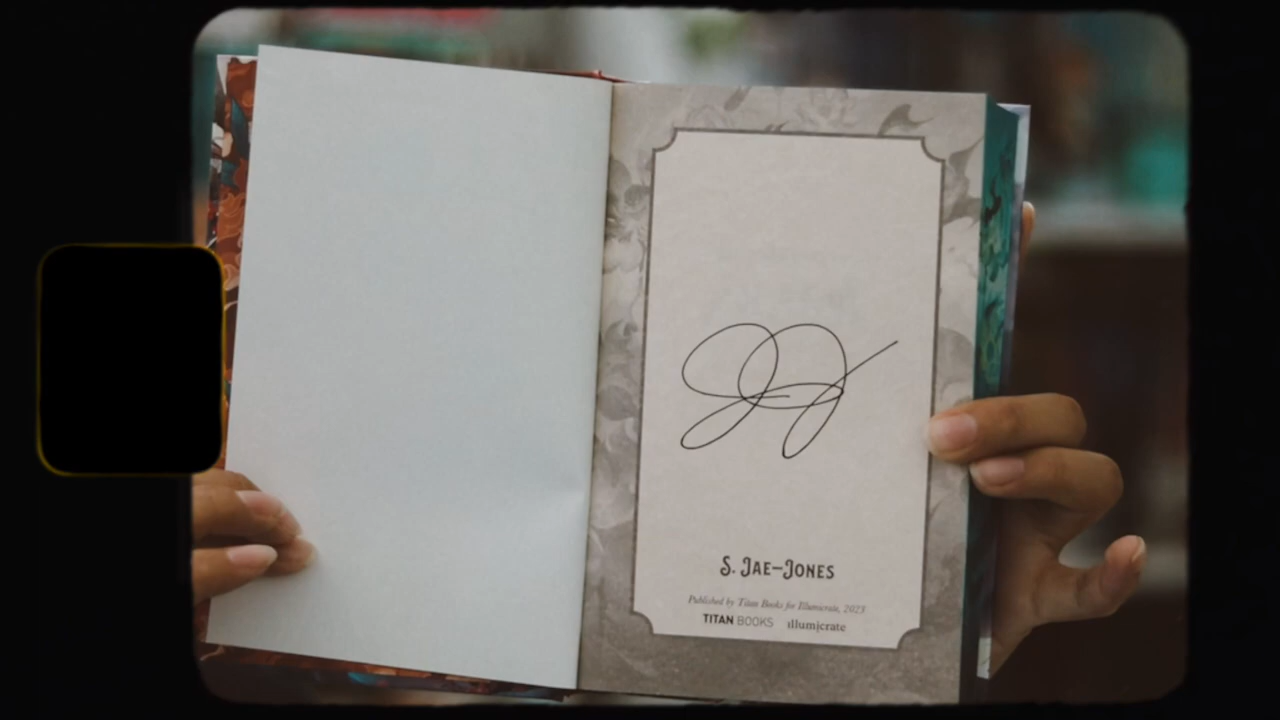 S. JAE–JONES
Published by Titan Books for Illumicrate, 2023
TITAN BOOKS illumicrate